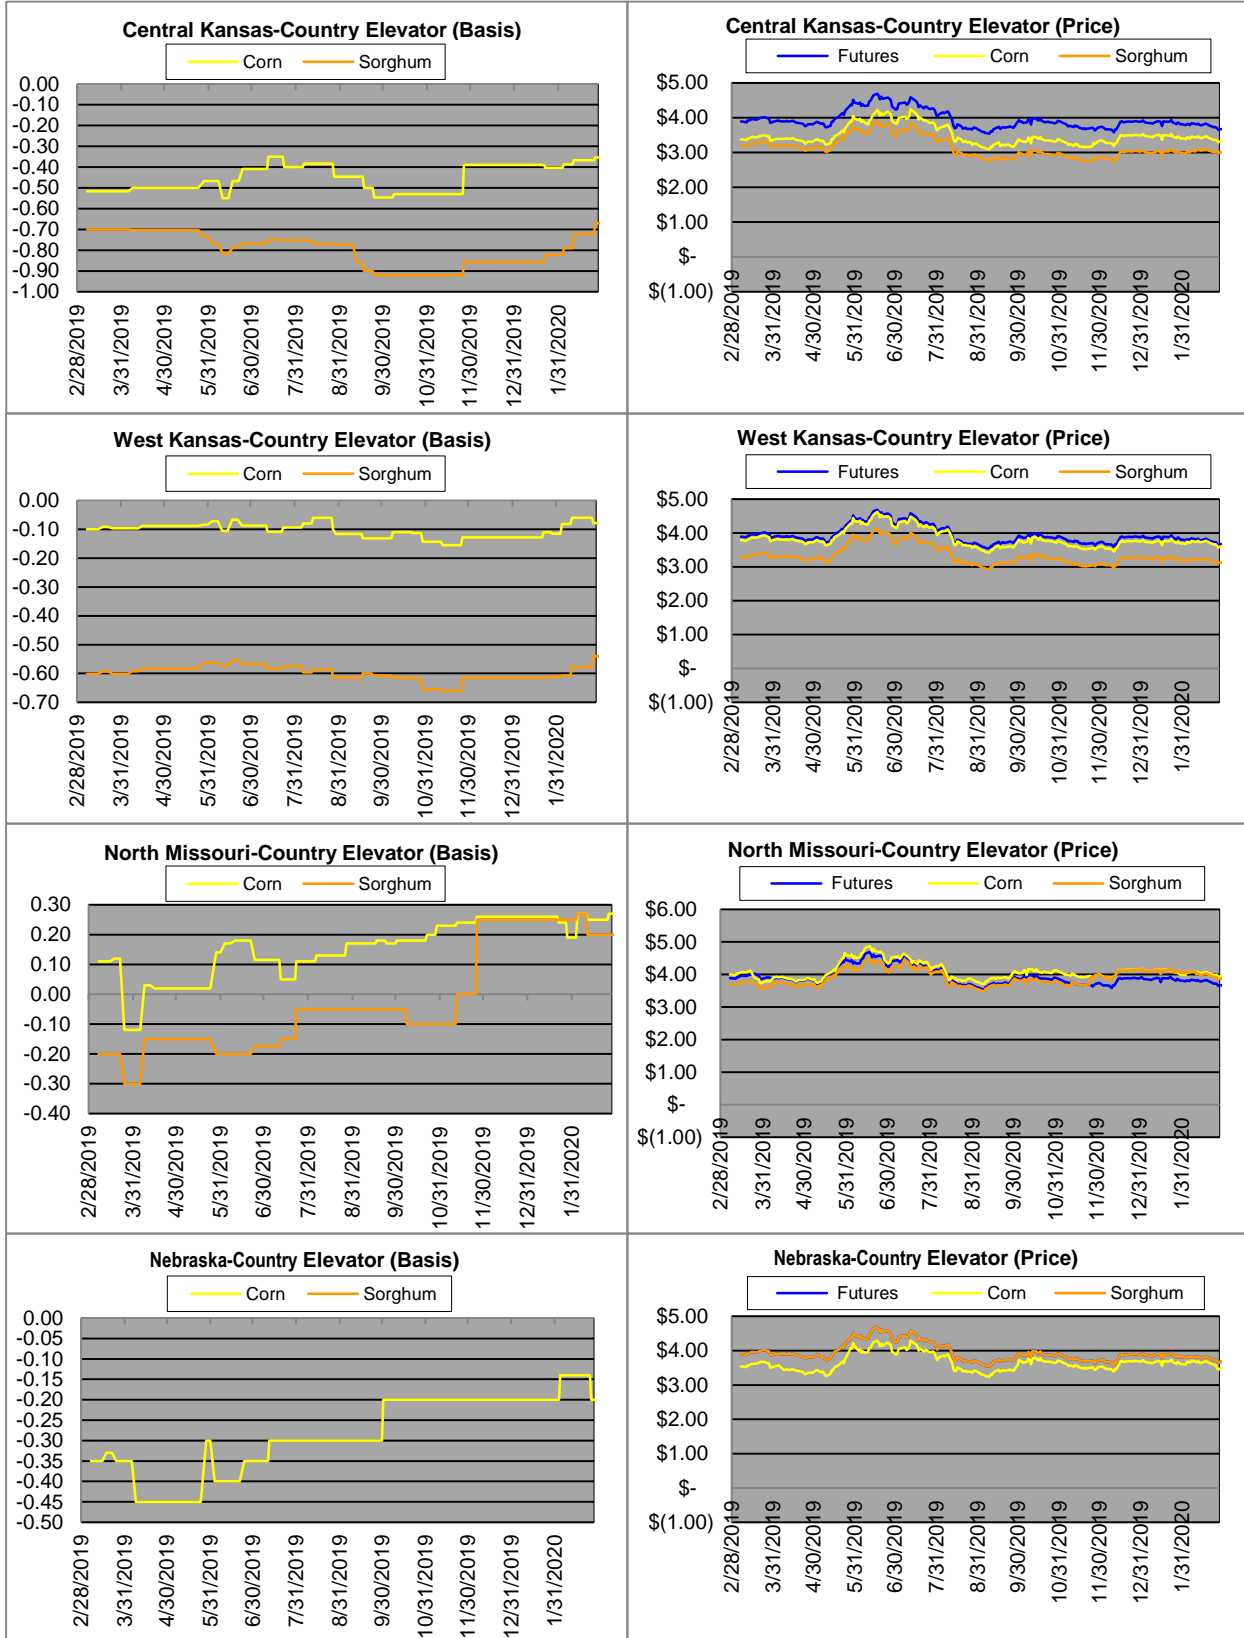 Central Kansas-Country Elevator (Basis)
Corn Sorghum
0.00
-0.10
-0.20
-0.30
-0.40
-0.50
-0.60
-0.70
-0.80
-0.90
-1.00
2/28/2019 3/31/2019 4/30/2019 5/31/2019 6/30/2019 7/31/2019 8/31/2019 9/30/2019 10/31/2019 11/30/2019 12/31/2019 1/31/2020
Central Kansas-Country Elevator (Price)
Futures Corn Sorghum
$5.00
$4.00
$3.00
$2.00
$1.00
$-
$(1.00)
2/28/2019 3/31/2019 4/30/2019 5/31/2019 6/30/2019 7/31/2019 8/31/2019 9/30/2019 10/31/2019 11/30/2019 12/31/2019 1/31/2020
West Kansas-Country Elevator (Basis)
Corn Sorghum
0.00
-0.10
-0.20
-0.30
-0.40
-0.50
-0.60
-0.70
2/28/2019 3/31/2019 4/30/2019 5/31/2019 6/30/2019 7/31/2019 8/31/2019 9/30/2019 10/31/2019 11/30/2019 12/31/2019 1/31/2020
West Kansas-Country Elevator (Price)
Futures Corn Sorghum
$5.00
$4.00
$3.00
$2.00
$1.00
$-
$(1.00)
2/28/2019 3/31/2019 4/30/2019 5/31/2019 6/30/2019 7/31/2019 8/31/2019 9/30/2019 10/31/2019 11/30/2019 12/31/2019 1/31/2020
North Missouri-Country Elevator (Basis)
Corn Sorghum
0.30
0.20
0.10
0.00
-0.10
-0.20
-0.30
-0.40
2/28/2019 3/31/2019 4/30/2019 5/31/2019 6/30/2019 7/31/2019 8/31/2019 9/30/2019 10/31/2019 11/30/2019 12/31/2019 1/31/2020
North Missouri-Country Elevator (Price)
Futures Corn Sorghum
$6.00
$5.00
$4.00
$3.00
$2.00
$1.00
$-
$(1.00)
2/28/2019 3/31/2019 4/30/2019 5/31/2019 6/30/2019 7/31/2019 8/31/2019 9/30/2019 10/31/2019 11/30/2019 12/31/2019 1/31/2020
Nebraska-Country Elevator (Basis)
Corn Sorghum
0.00
-0.05
-0.10
-0.15
-0.20
-0.25
-0.30
-0.35
-0.40
-0.45
-0.50
2/28/2019 3/31/2019 4/30/2019 5/31/2019 6/30/2019 7/31/2019 8/31/2019 9/30/2019 10/31/2019 11/30/2019 12/31/2019 1/31/2020
Nebraska-Country Elevator (Price)
Futures Corn Sorghum
$5.00
$4.00
$3.00
$2.00
$1.00
$-
$(1.00)
2/28/2019 3/31/2019 4/30/2019 5/31/2019 6/30/2019 7/31/2019 8/31/2019 9/30/2019 10/31/2019 11/30/2019 12/31/2019 1/31/2020